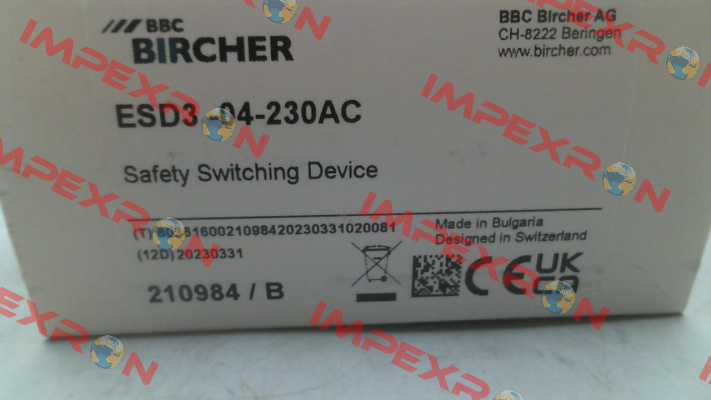 BBC
BIRCHER
BBC Bircher AG
CH-8222 Beringen
www.bircher.com
ESD3 -04-230AC
Safety Switching Device
(12D)20230331
210984 / B
Made in Bulgaria
Designed in Switzerland
CE UK CA
IMPEXRON
IMPEXRON
IMPEXRON
IMPEXRON
IMPEXRON